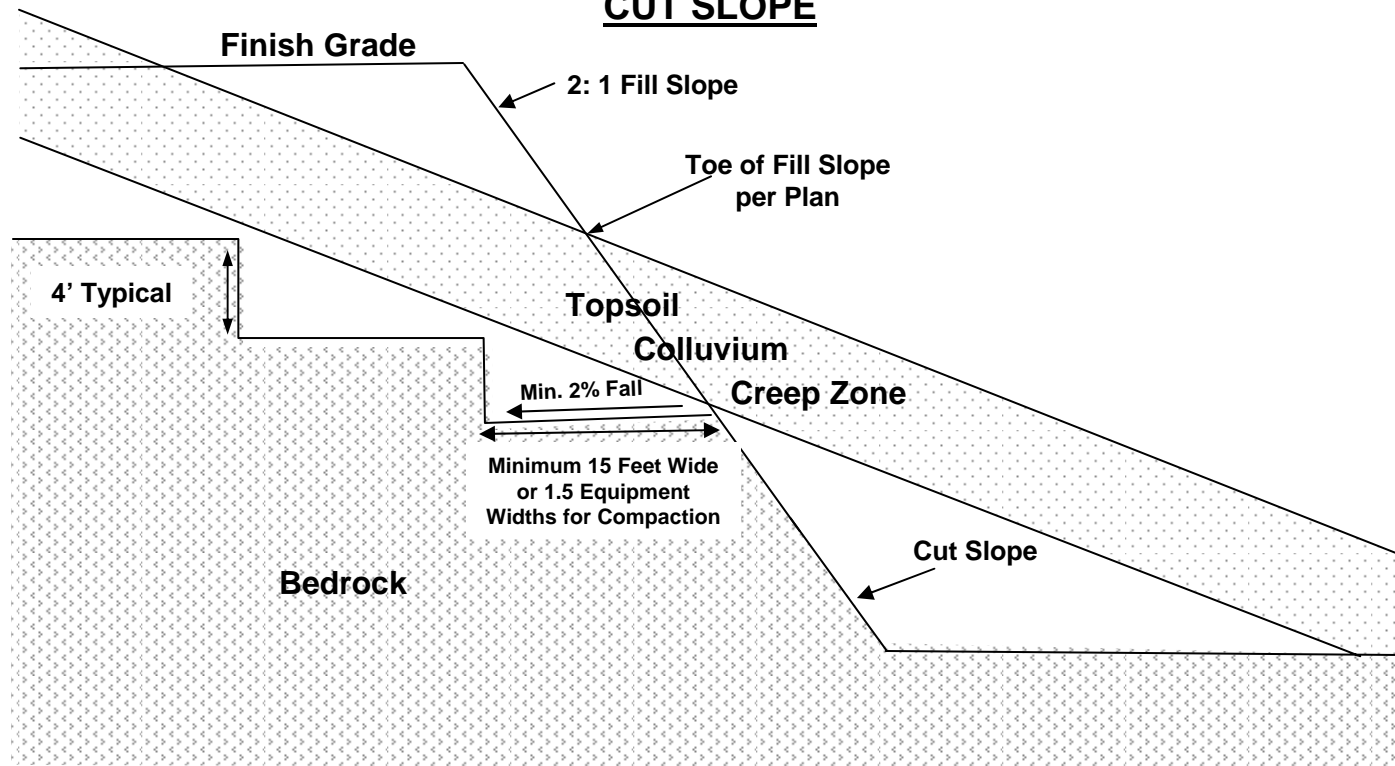 CUT SLOPE
Finish Grade
2: 1 Fill Slope
Toe of Fill Slope
per Plan
4’ Typical
Topsoil
Colluvium
Creep Zone
Min. 2% Fall
Minimum 15 Feet Wide
or 1.5 Equipment
Widths for Compaction
Cut Slope
Bedrock